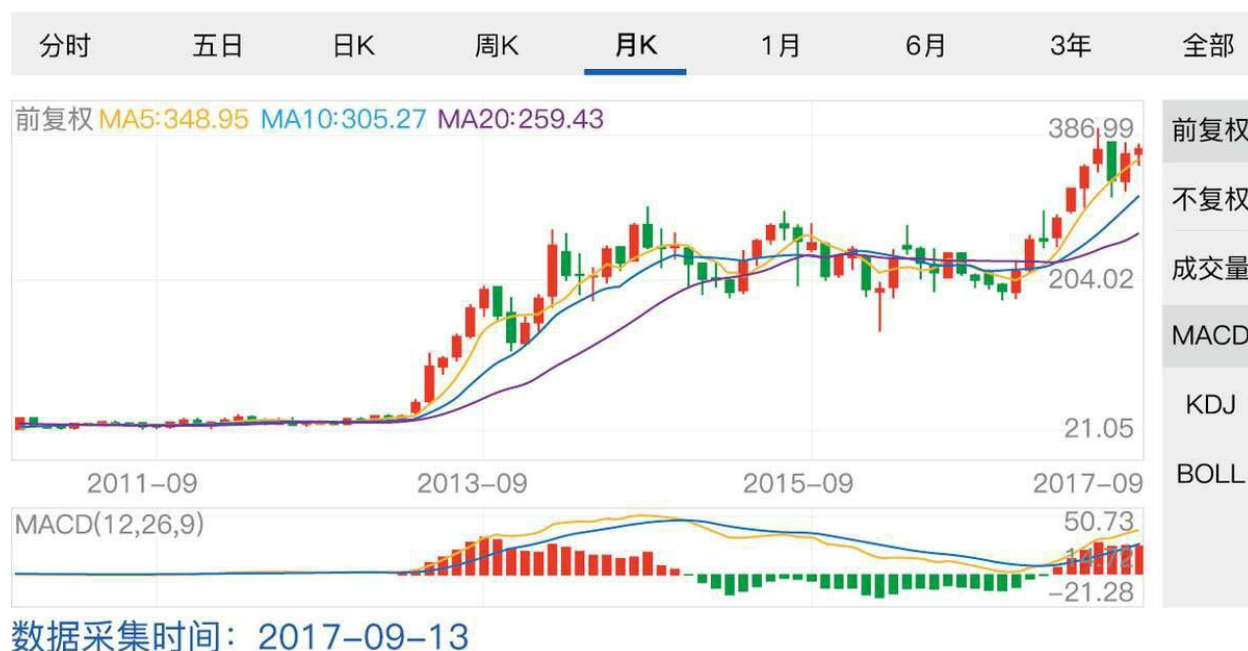 分时 五日 日K 周K 月K 1月 6月 3年 全部
前复权 MA5:348.95 MA10:305.27 MA20:259.43
386.99
204.02
21.05
2011-09 2013-09 2015-09 2017-09
MACD(12,26,9)
50.73
14.72
-21.28
前复权
不复权
成交量
MACD
KDJ
BOLL
数据采集时间：2017-09-13